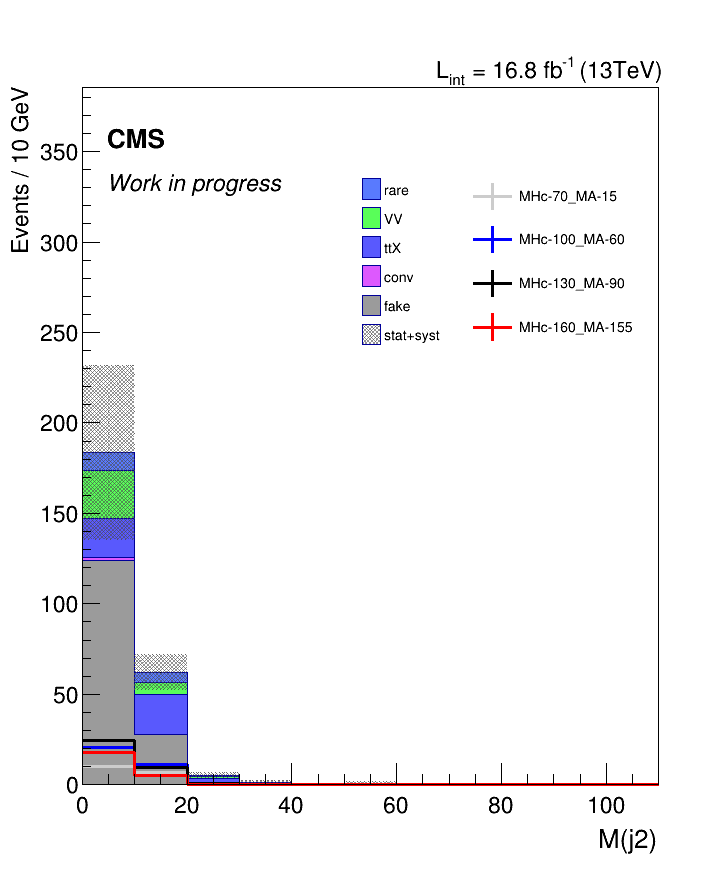 L_int = 16.8 fb^-1 (13TeV)
Events / 10 GeV
CMS
Work in progress
350
300
250
200
150
100
50
0
rare
VV
ttX
conv
fake
stat+syst
MHc-70_MA-15
MHc-100_MA-60
MHc-130_MA-90
MHc-160_MA-155
0 20 40 60 80 100
M(j2)